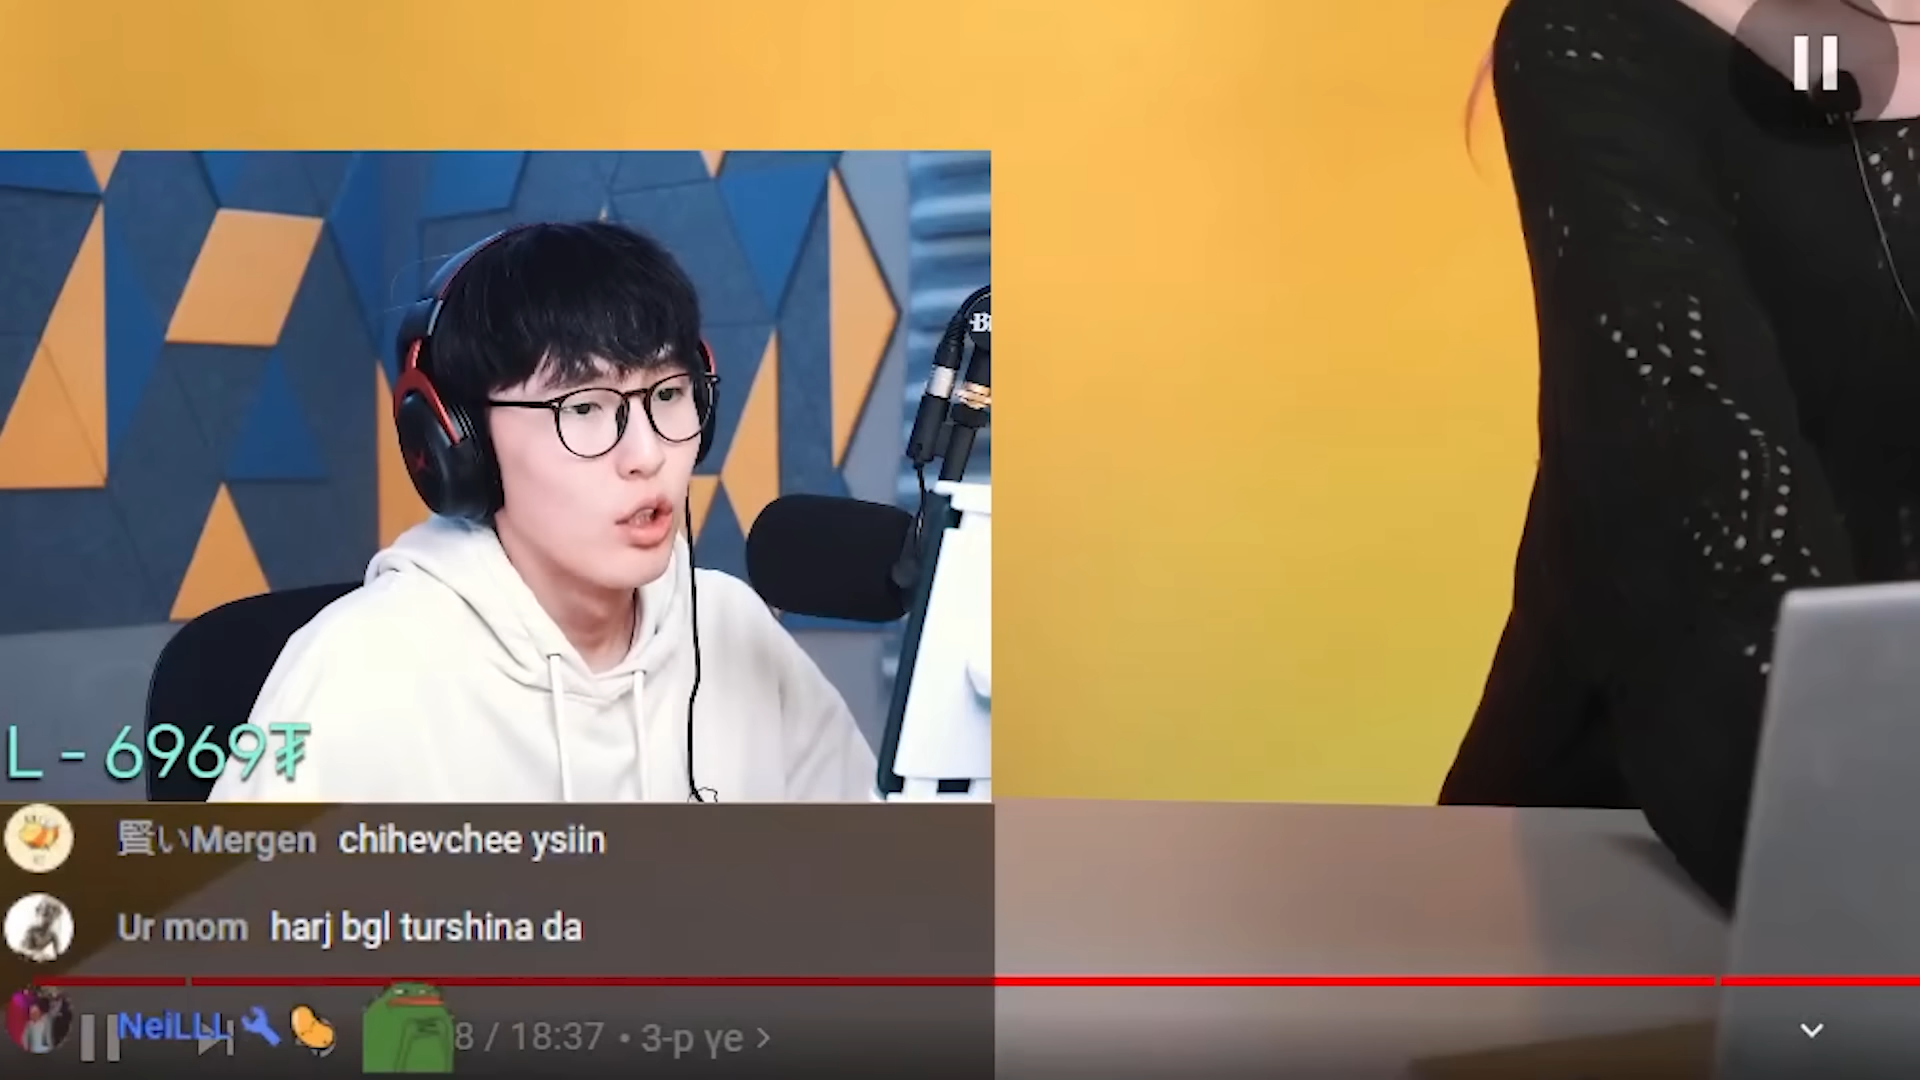 L - 6969₮
賢いMergen chihevchee ysiin
Ur mom harj bgl turshina da
NeiLLL
8 / 18:37 • 3-р үе >